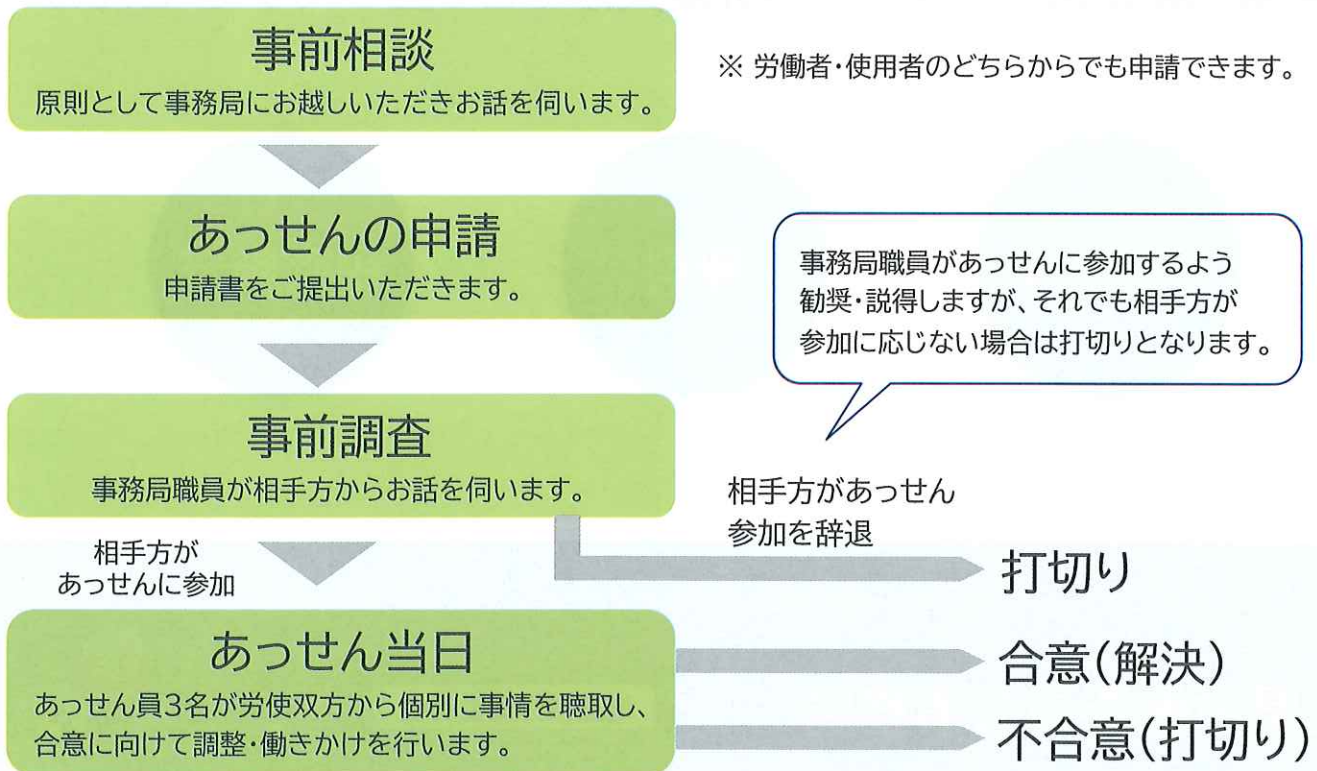 事前相談
原則として事務局にお越しいただきお話を伺います。
※ 労働者・使用者のどちらからでも申請できます。
あっせんの申請
申請書をご提出いただきます。
事務局職員があっせんに参加するよう
勧奨・説得しますが、それでも相手方が
参加に応じない場合は打切りとなります。
事前調査
事務局職員が相手方からお話を伺います。
相手方があっせん
参加を辞退
打切り
相手方が
あっせんに参加
あっせん当日
あっせん員3名が労使双方から個別に事情を聴取し、
合意に向けて調整・働きかけを行います。
合意(解決)
不合意(打切り)